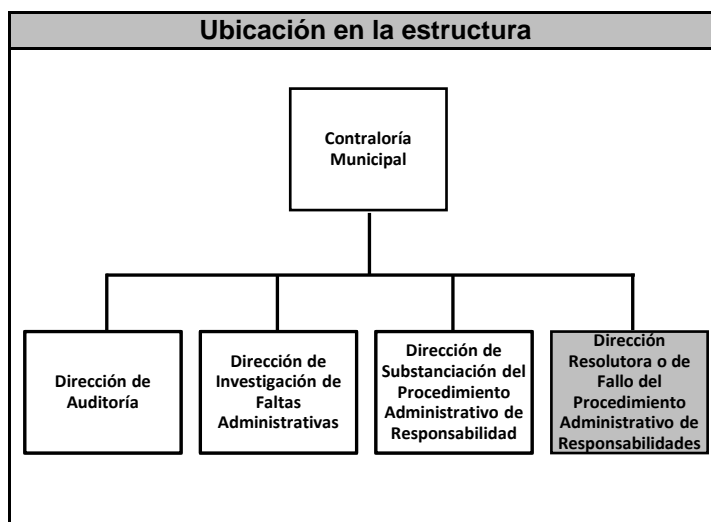 Ubicación en la estructura
Contraloría
Municipal
Dirección de
Auditoría
Dirección de
Investigación de
Faltas
Administrativas
Dirección de
Substanciación del
Procedimiento
Administrativo de
Responsabilidad
Dirección
Resolutora o de
Fallo del
Procedimiento
Administrativo de
Responsabilidades